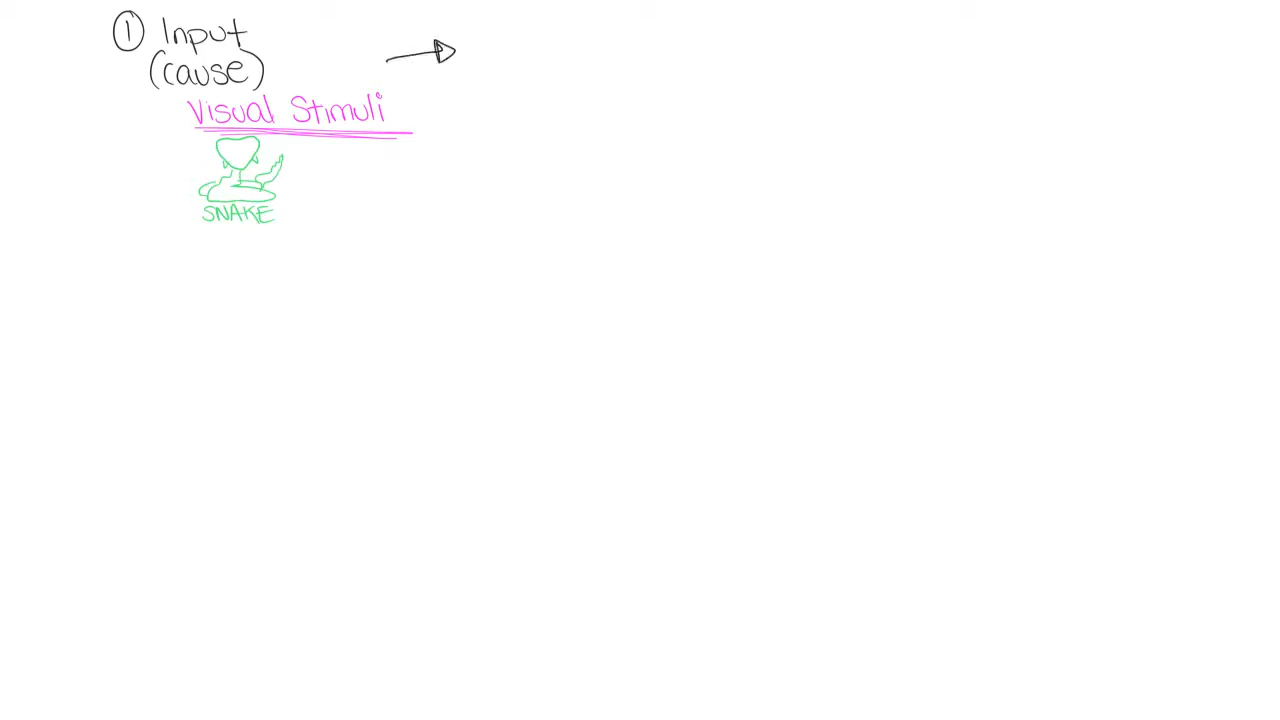 ① Input
(cause)
Visual Stimuli
SNAKE